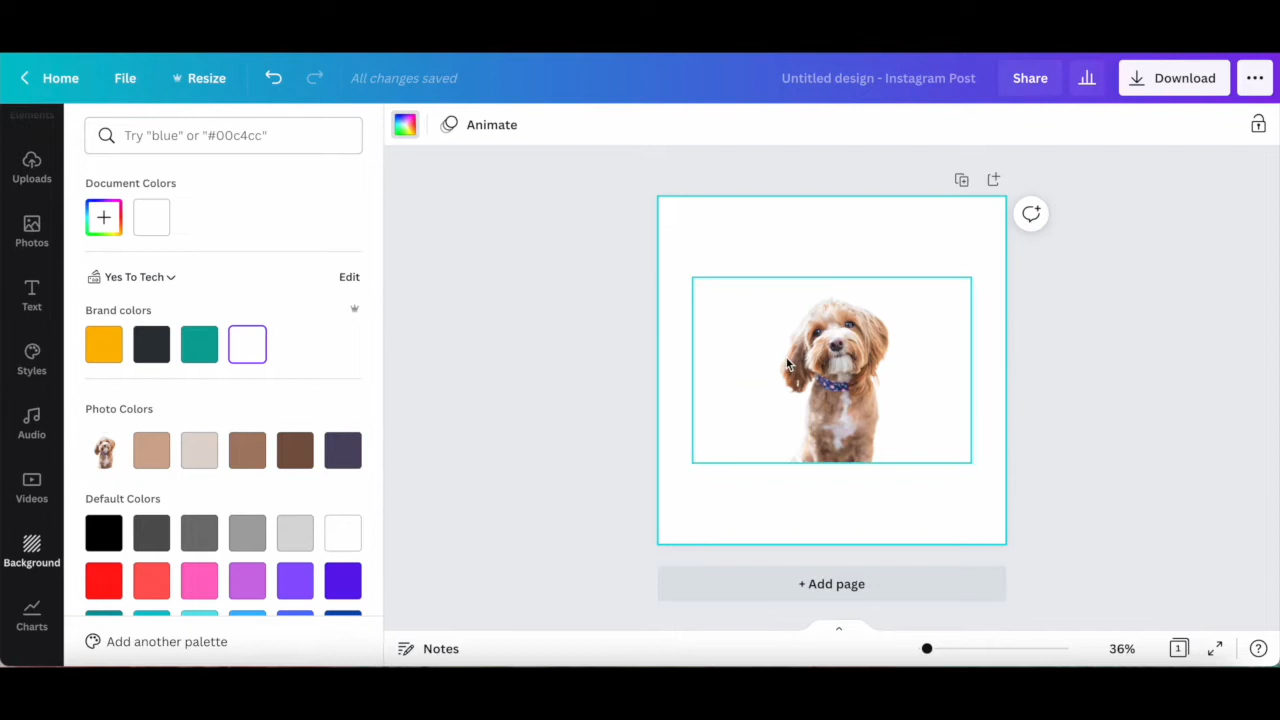 Home
File
Resize
All changes saved
Untitled design - Instagram Post
Share
Download
Elements
Uploads
Photos
Text
Styles
Audio
Videos
Background
Charts
Try "blue" or "#00c4cc"
Document Colors
Yes To Tech
Edit
Brand colors
Photo Colors
Default Colors
Add another palette
Animate
+ Add page
Notes
36%
1